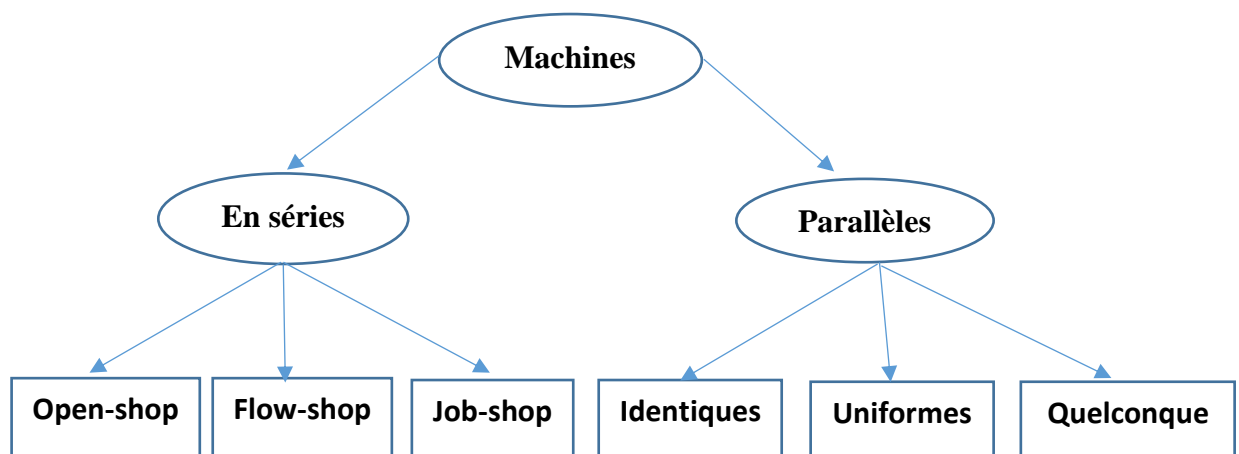 Machines
En séries
Parallèles
Open-shop
Flow-shop
Job-shop
Identiques
Uniformes
Quelconque